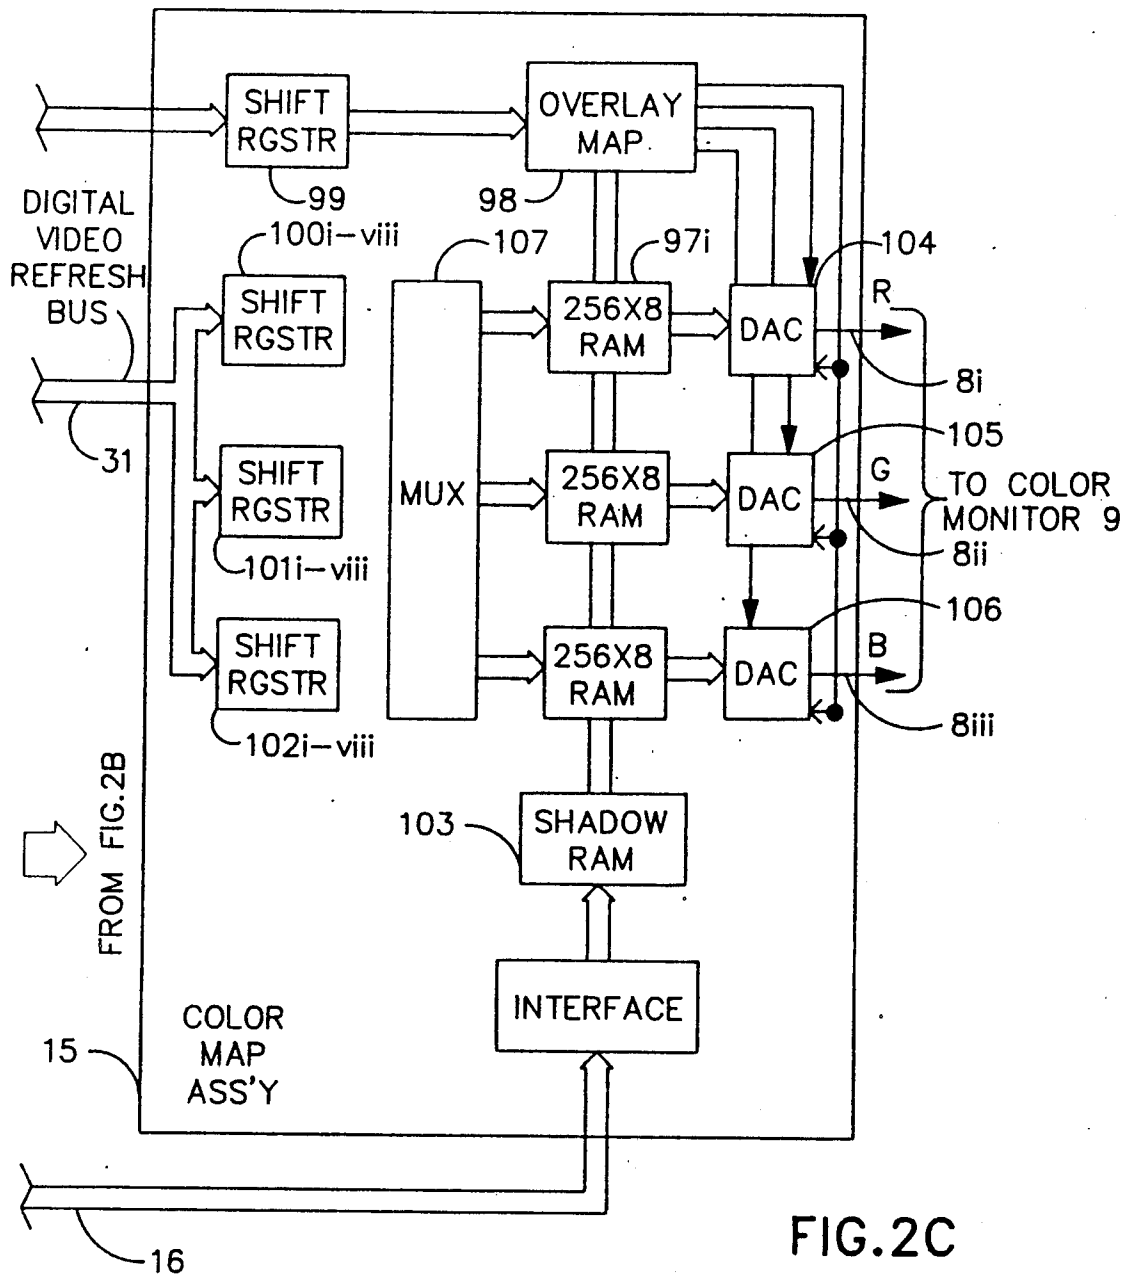 SHIFT
RGSTR
OVERLAY
MAP
99
98
DIGITAL
VIDEO
REFRESH
BUS
100i-viii
107
97i
104
SHIFT
RGSTR
256X8
RAM
DAC
R
8i
31
105
SHIFT
RGSTR
MUX
256X8
RAM
DAC
G
TO COLOR
MONITOR 9
101i-viii
8ii
106
SHIFT
RGSTR
256X8
RAM
DAC
B
102i-viii
8iii
FROM FIG.2B
103
SHADOW
RAM
INTERFACE
COLOR
MAP
ASS'Y
15
16
FIG.2C